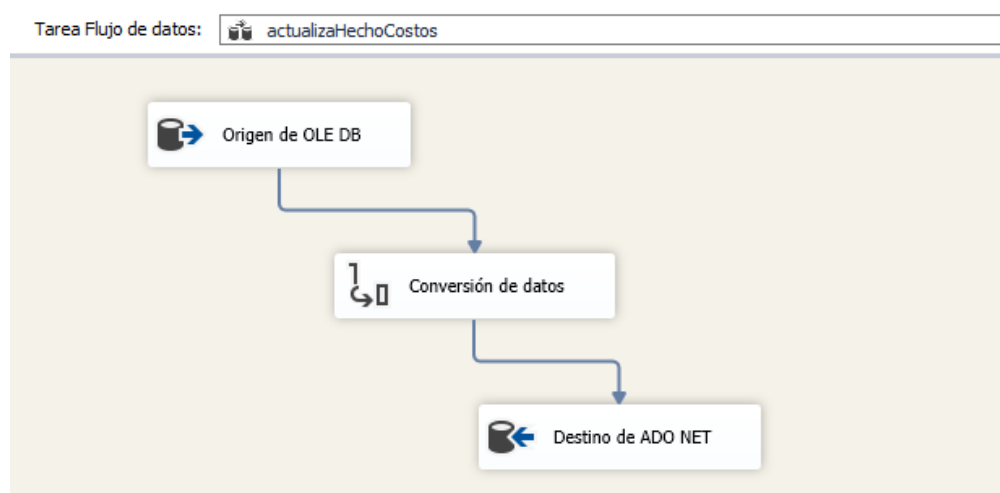 Tarea Flujo de datos: actualizaHechoCostos
Origen de OLE DB
Conversión de datos
Destino de ADO NET